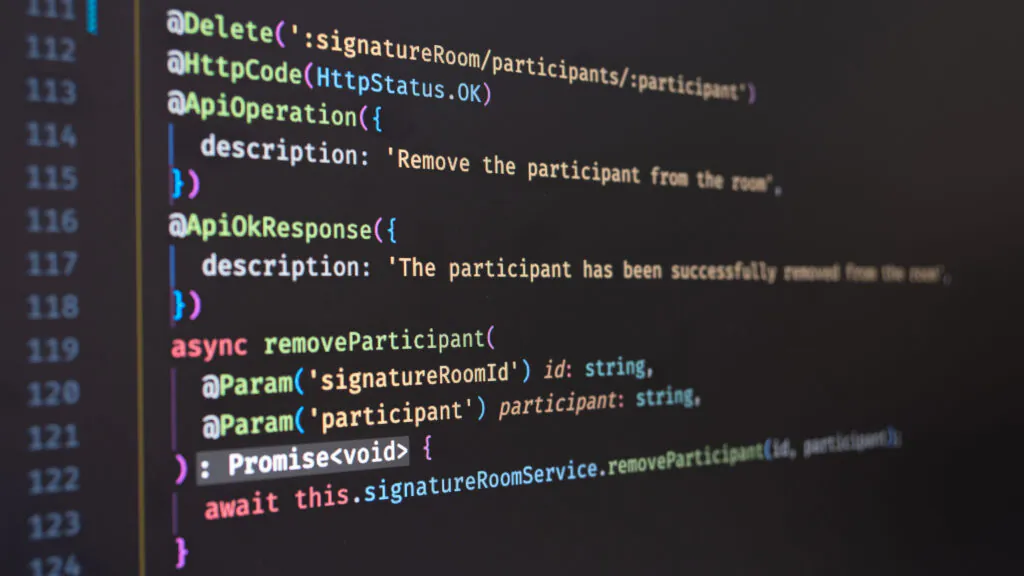 111
112 @Delete(':signatureRoom/participants/:participant')
113 @HttpCode(HttpStatus.OK)
114 @ApiOperation({
115 description: 'Remove the participant from the room',
116 })
117 @ApiOkResponse({
118 description: 'The participant has been successfully removed from the room',
119 })
120 async removeParticipant(
121 @Param('signatureRoomId') id: string,
122 @Param('participant') participant: string,
123 ): Promise<void> {
124 await this.signatureRoomService.removeParticipant(id, participant);
}